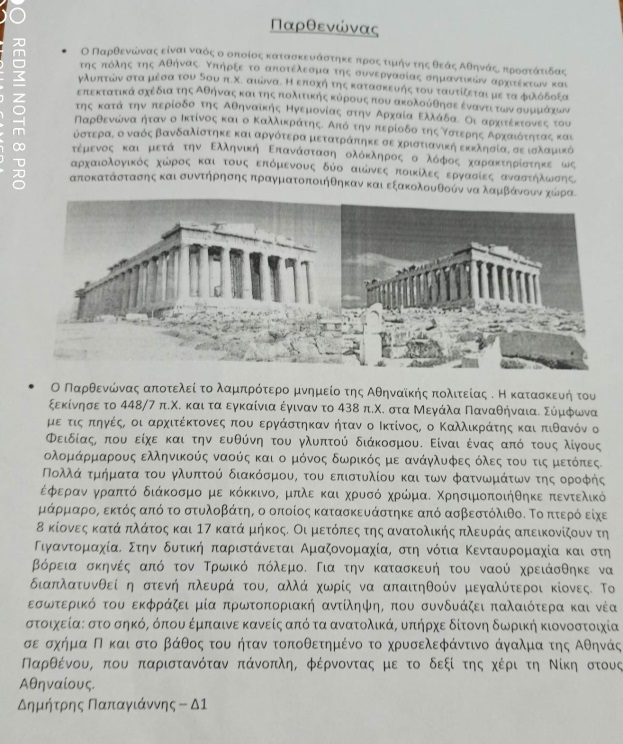 Παρθενώνας
• Ο Παρθενώνας είναι ναός ο οποίος κατασκευάστηκε προς τιμήν της θεάς Αθηνάς, προστάτιδας
της πόλης της Αθήνας. Υπήρξε το αποτέλεσμα της συνεργασίας σημαντικών αρχιτέκτων και
γλυπτών στα μέσα του 5ου π.Χ. αιώνα. Η εποχή της κατασκευής του ταυτίζεται με τα φιλόδοξα
επεκτατικά σχέδια της Αθήνας και της πολιτικής κύρους που ακολούθησε έναντι των συμμάχων
της κατά την περίοδο της Αθηναϊκής Ηγεμονίας στην Αρχαία Ελλάδα. Οι αρχιτέκτονες του
Παρθενώνα ήταν ο Ικτίνος και ο Καλλικράτης. Από την περίοδο της Ύστερης Αρχαιότητας και
ύστερα, ο ναός βανδαλίστηκε και αργότερα μετατράπηκε σε χριστιανική εκκλησία, σε ισλαμικό
τέμενος και μετά την Ελληνική Επανάσταση ολόκληρος ο λόφος χαρακτηρίστηκε ως
αρχαιολογικός χώρος και τους επόμενους δύο αιώνες ποικίλες εργασίες αναστήλωσης,
αποκατάστασης και συντήρησης πραγματοποιήθηκαν και εξακολουθούν να λαμβάνουν χώρα.
• Ο Παρθενώνας αποτελεί το λαμπρότερο μνημείο της Αθηναϊκής πολιτείας . Η κατασκευή του
ξεκίνησε το 448/7 π.Χ. και τα εγκαίνια έγιναν το 438 π.Χ. στα Μεγάλα Παναθήναια. Σύμφωνα
με τις πηγές, οι αρχιτέκτονες που εργάστηκαν ήταν ο Ικτίνος, ο Καλλικράτης και πιθανόν ο
Φειδίας, που είχε και την ευθύνη του γλυπτού διάκοσμου. Είναι ένας από τους λίγους
ολομάρμαρους ελληνικούς ναούς και ο μόνος δωρικός με ανάγλυφες όλες του τις μετόπες.
Πολλά τμήματα του γλυπτού διακόσμου, του επιστυλίου και των φατνωμάτων της οροφής
έφεραν γραπτό διάκοσμο με κόκκινο, μπλε και χρυσό χρώμα. Χρησιμοποιήθηκε πεντελικό
μάρμαρο, εκτός από το στυλοβάτη, ο οποίος κατασκευάστηκε από ασβεστόλιθο. Το πτερό είχε
8 κίονες κατά πλάτος και 17 κατά μήκος. Οι μετόπες της ανατολικής πλευράς απεικονίζουν τη
Γιγαντομαχία. Στην δυτική παριστάνεται Αμαζονομαχία, στη νότια Κενταυρομαχία και στη
βόρεια σκηνές από τον Τρωικό πόλεμο. Για την κατασκευή του ναού χρειάσθηκε να
διαπλατυνθεί η στενή πλευρά του, αλλά χωρίς να απαιτηθούν μεγαλύτεροι κίονες. Το
εσωτερικό του εκφράζει μία πρωτοποριακή αντίληψη, που συνδυάζει παλαιότερα και νέα
στοιχεία: στο σηκό, όπου έμπαινε κανείς από τα ανατολικά, υπήρχε δίτονη δωρική κιονοστοιχία
σε σχήμα Π και στο βάθος του ήταν τοποθετημένο το χρυσελεφάντινο άγαλμα της Αθηνάς
Παρθένου, που παριστανόταν πάνοπλη, φέρνοντας με το δεξί της χέρι τη Νίκη στους
Αθηναίους.
Δημήτρης Παπαγιάννης – Δ1
REDMI NOTE 8 PRO
CAMERA